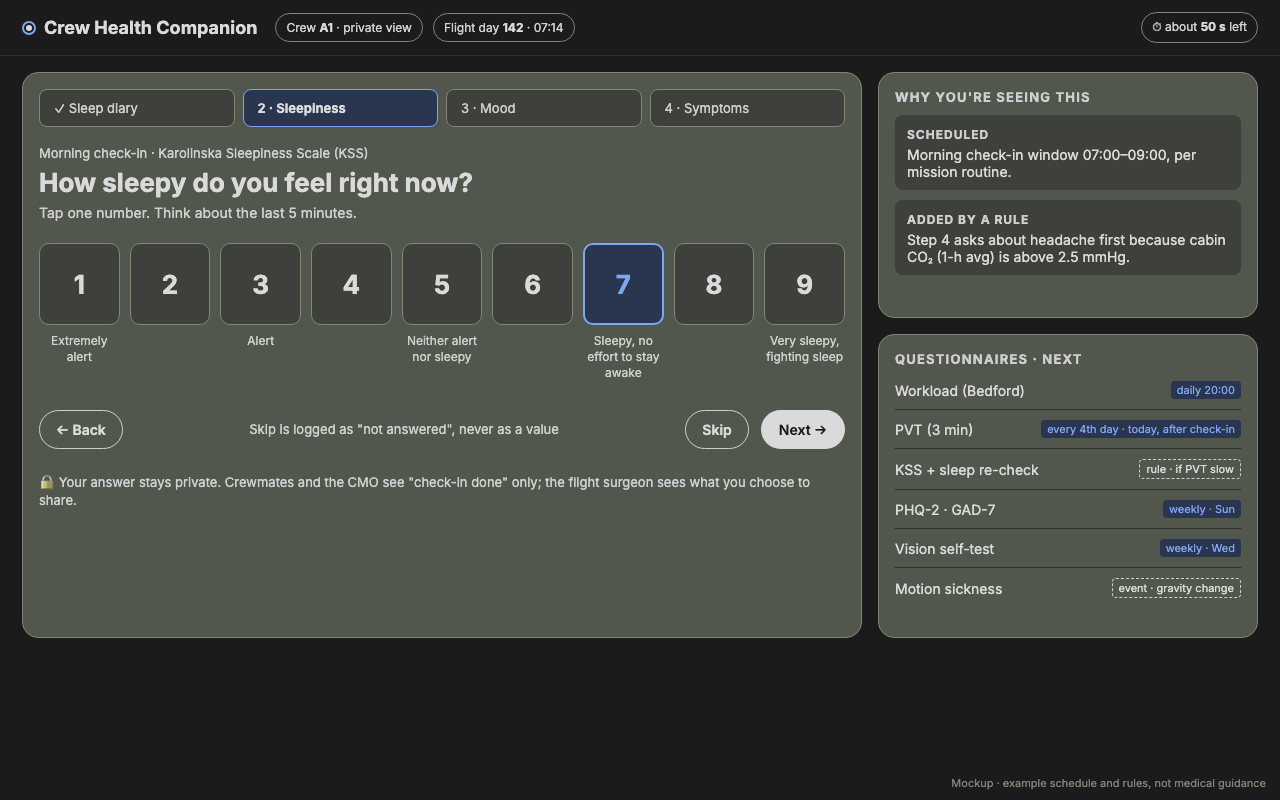 Crew Health Companion
Crew A1 · private view
Flight day 142 · 07:14
⏱ about 50 s left
✓ Sleep diary
2 · Sleepiness
3 · Mood
4 · Symptoms
Morning check-in · Karolinska Sleepiness Scale (KSS)
How sleepy do you feel right now?
Tap one number. Think about the last 5 minutes.
1
2
3
4
5
6
7
8
9
Extremely
alert
Alert
Neither alert
nor sleepy
Sleepy, no
effort to stay
awake
Very sleepy,
fighting sleep
← Back
Skip is logged as "not answered", never as a value
Skip
Next →
🔒 Your answer stays private. Crewmates and the CMO see "check-in done" only; the flight surgeon sees what you choose to
share.
WHY YOU'RE SEEING THIS
SCHEDULED
Morning check-in window 07:00–09:00, per
mission routine.
ADDED BY A RULE
Step 4 asks about headache first because cabin
CO₂ (1-h avg) is above 2.5 mmHg.
QUESTIONNAIRES · NEXT
Workload (Bedford)
daily 20:00
PVT (3 min)
every 4th day · today, after check-in
KSS + sleep re-check
rule · if PVT slow
PHQ-2 · GAD-7
weekly · Sun
Vision self-test
weekly · Wed
Motion sickness
event · gravity change
Mockup · example schedule and rules, not medical guidance